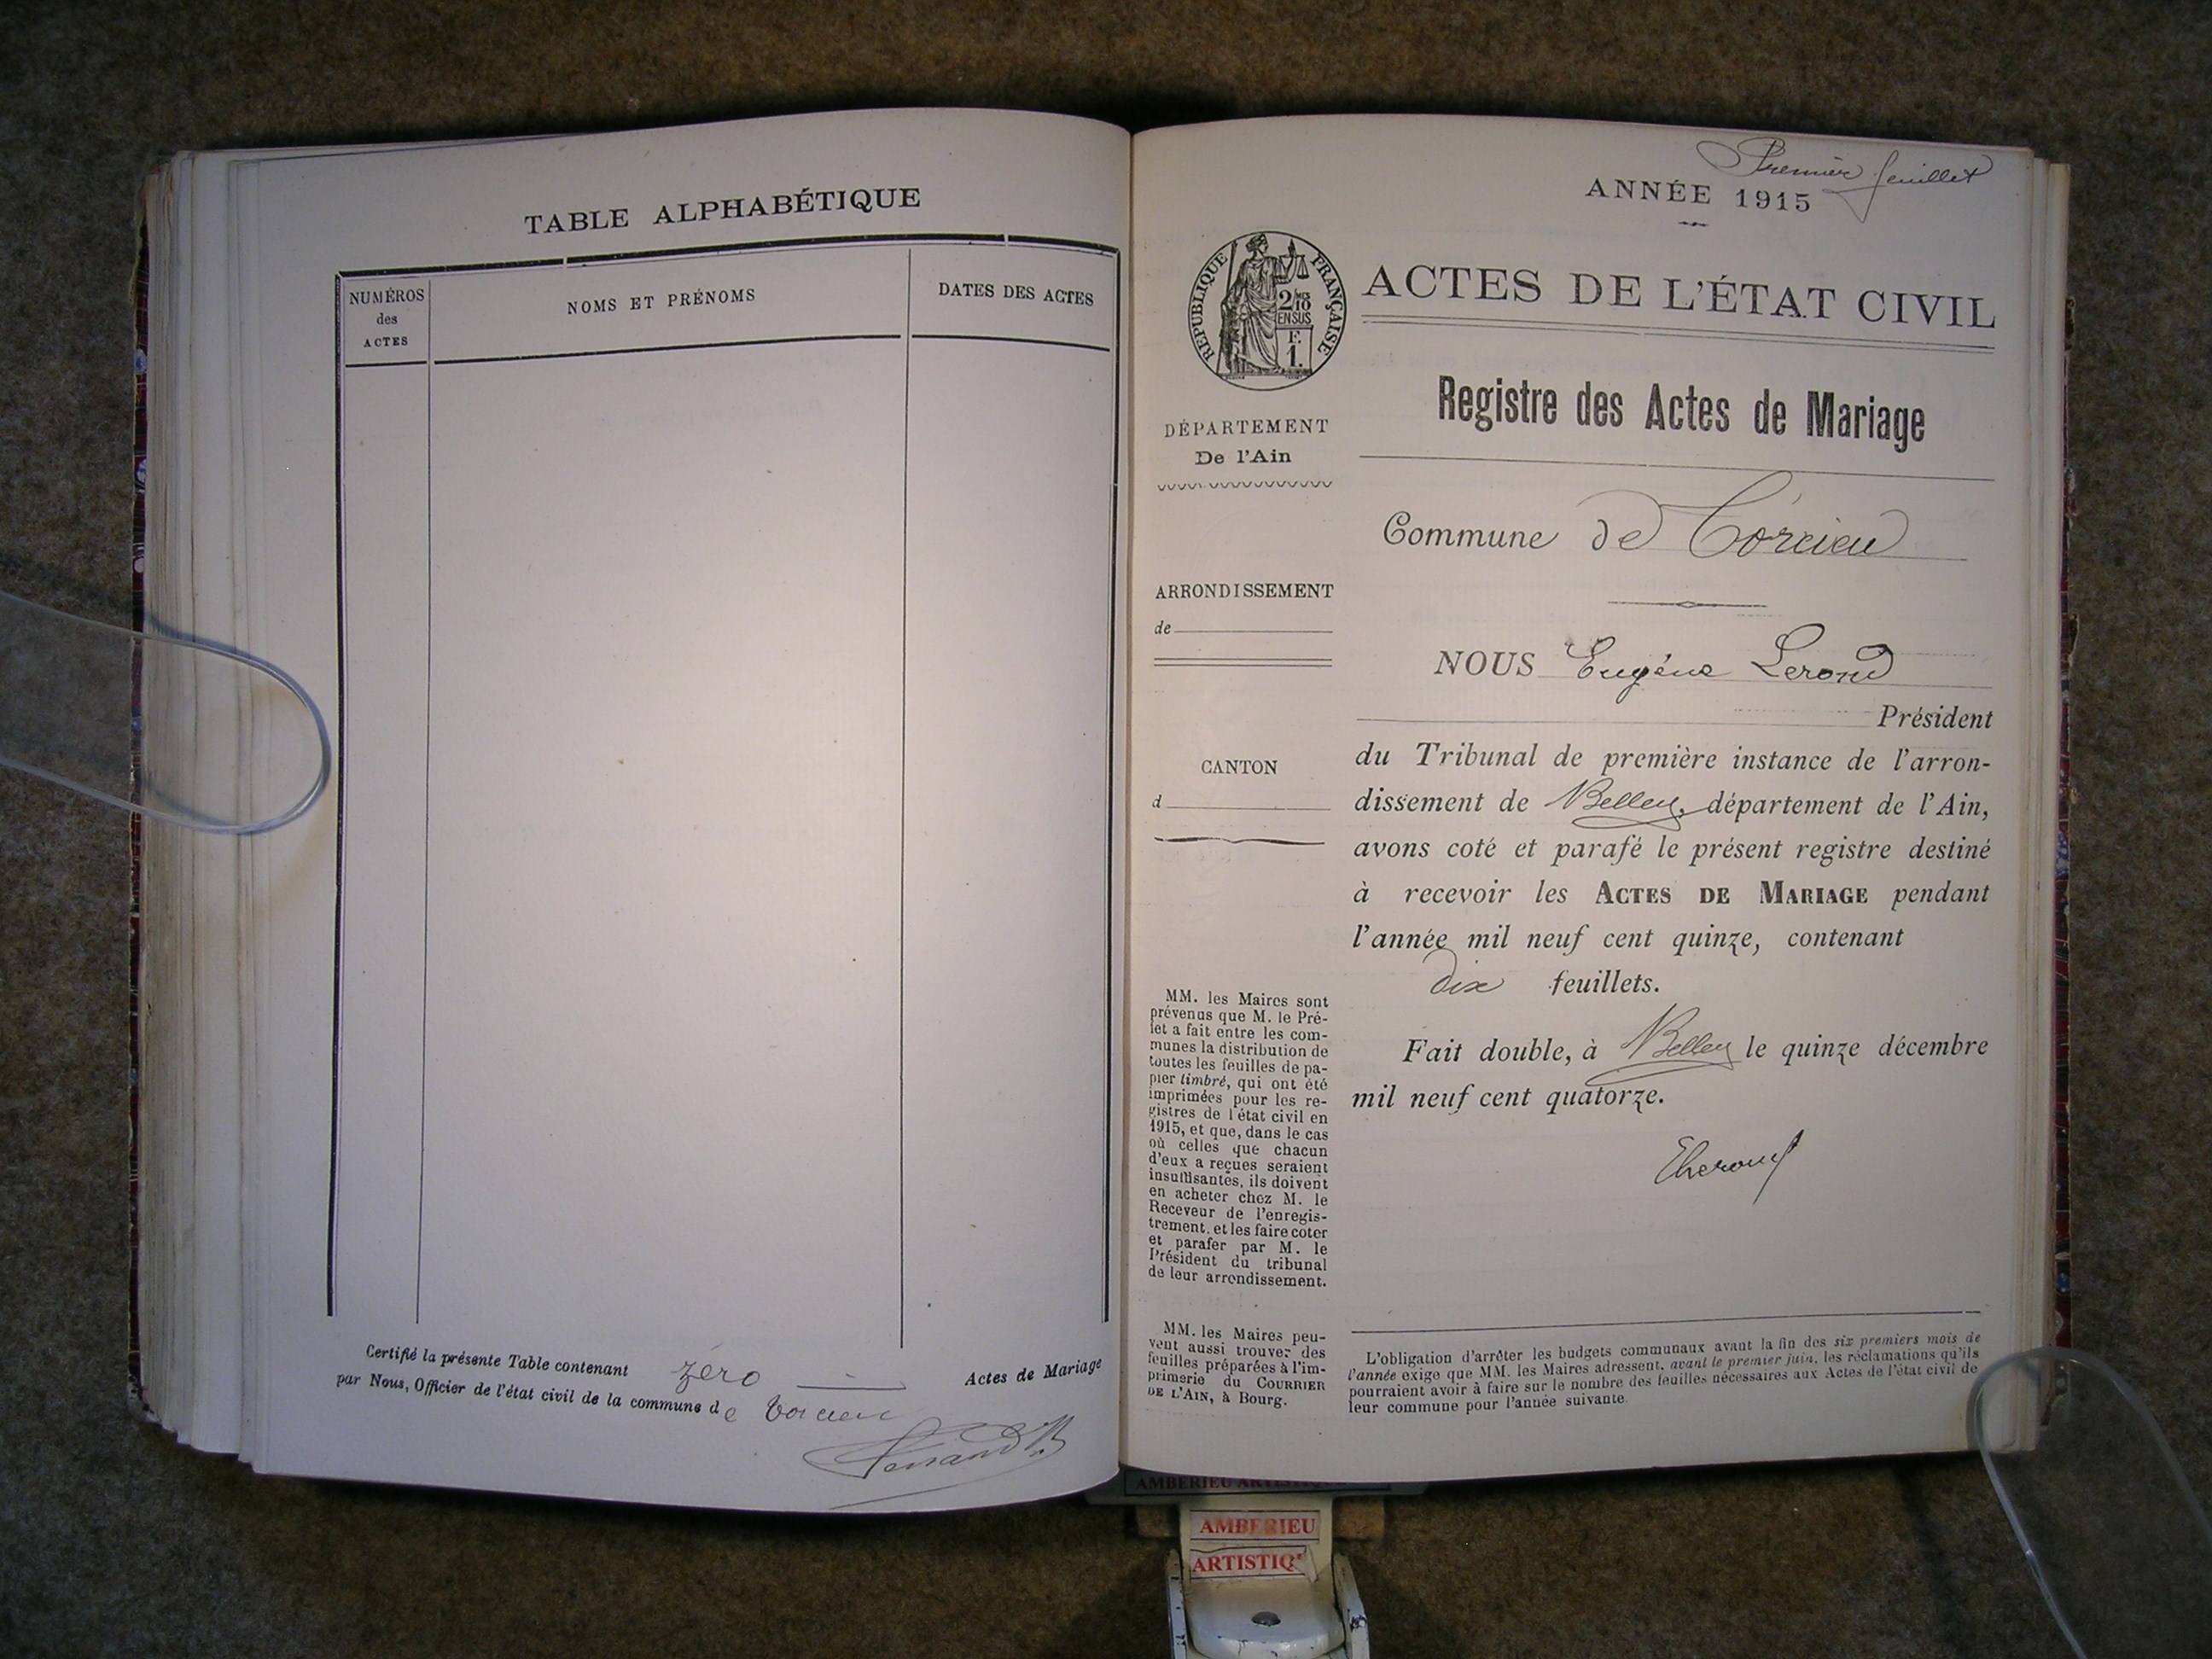 TABLE ALPHABÉTIQUE
NUMÉROS
des
ACTES
NOMS ET PRÉNOMS
DATES DES ACTES
Certifié la présente Table contenant zéro Actes de Mariage
par Nous, Officier de l'état civil de la commune de Torcieu
Premier feuillet
ANNÉE 1915
RÉPUBLIQUE FRANÇAISE
2/10 MES
EN SUS
F.
1.
ACTES DE L'ÉTAT CIVIL
Registre des Actes de Mariage
DÉPARTEMENT
De l'Ain
Commune de Torcieu
ARRONDISSEMENT
de
NOUS Eugène Lerond
Président
CANTON
d
du Tribunal de première instance de l'arron-
dissement de Belley, département de l'Ain,
avons coté et parafé le présent registre destiné
à recevoir les ACTES DE MARIAGE pendant
l'année mil neuf cent quinze, contenant
dix feuillets.
Fait double, à Belley le quinze décembre
mil neuf cent quatorze.
MM. les Maires sont
prévenus que M. le Pré-
fet a fait entre les com-
munes la distribution de
toutes les feuilles de pa-
pier timbré, qui ont été
imprimées pour les re-
gistres de l'état civil en
1915, et que, dans le cas
où celles que chacun
d'eux a reçues seraient
insuffisantes, ils doivent
en acheter chez M. le
Receveur de l'enregis-
trement, et les faire coter
et parafer par M. le
Président du tribunal
de leur arrondissement.
MM. les Maires peu-
vent aussi trouver des
feuilles préparées à l'im-
primerie du COURRIER
DE L'AIN, à Bourg.
L'obligation d'arrêter les budgets communaux avant la fin des six premiers mois de
l'année exige que MM. les Maires adressent, avant le premier juin, les réclamations qu'ils
pourraient avoir à faire sur le nombre des feuilles nécessaires aux Actes de l'état civil de
leur commune pour l'année suivante.
AMBERIEU
AMBERIEU
ARTISTIQ